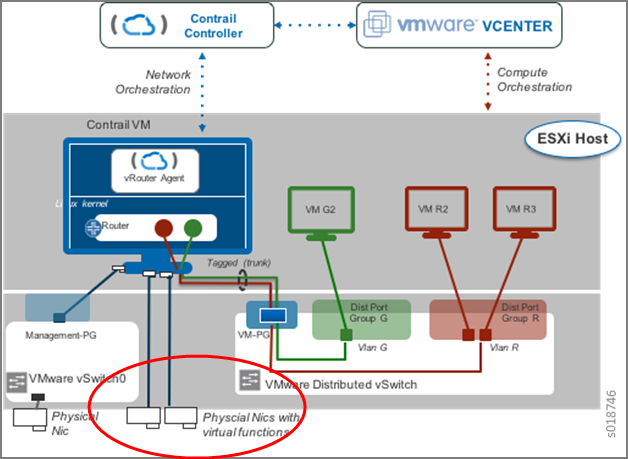 Contrail
Controller
vmware VCENTER
Network
Orchestration
Compute
Orchestration
Contrail VM
ESXi Host
vRouter Agent
Linux kernel
Router
VM G2
VM R2
VM R3
Tagged (trunk)
Management-PG
VM-PG
Dist Port
Group G
Dist Port
Group R
Vlan G
Vlan R
VMware vSwitch0
VMware Distributed vSwitch
Physical
Nic
Physcial Nics with
virtual functions
s018746